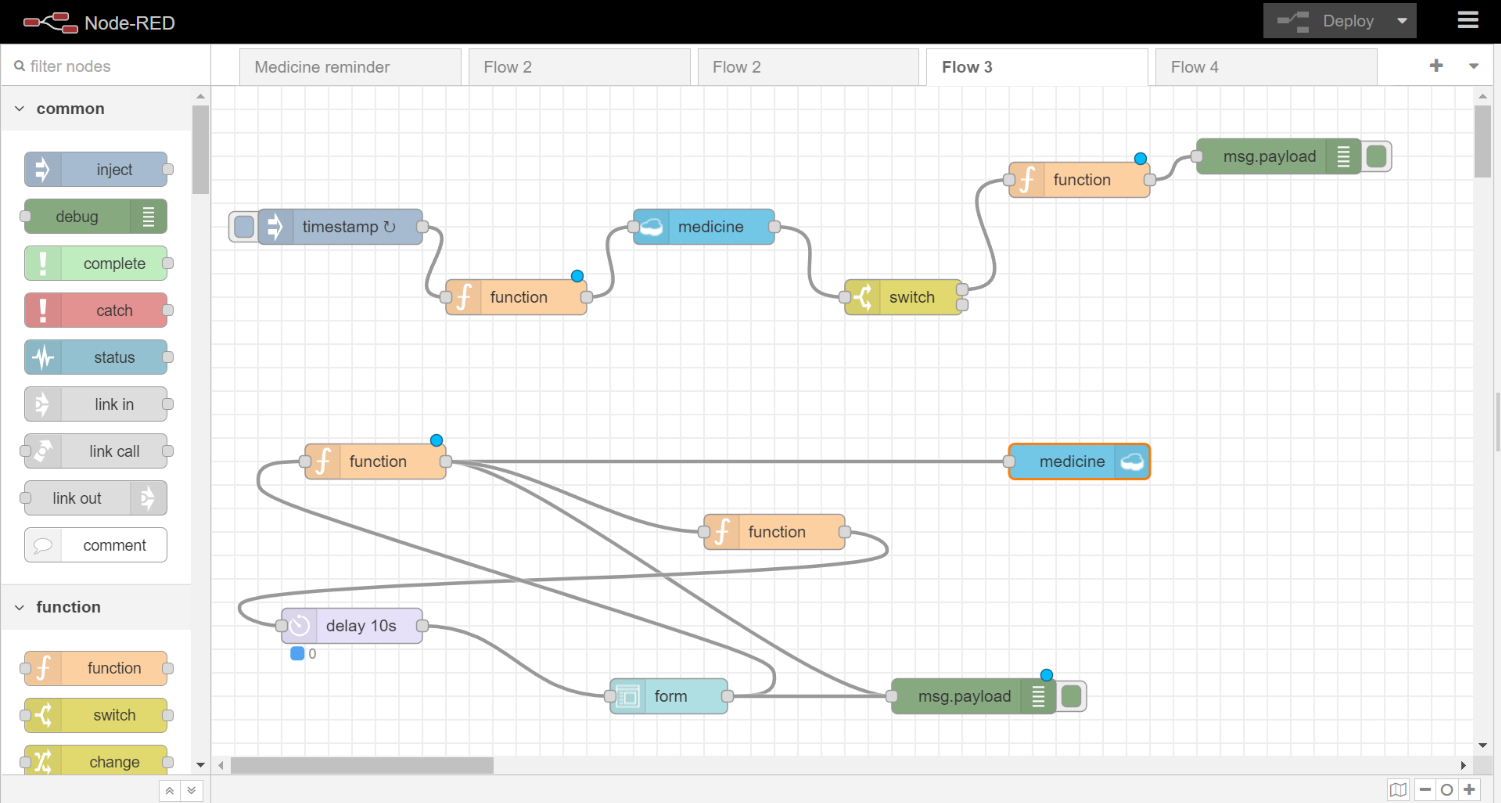 Node-RED
Deploy
filter nodes
Medicine reminder
Flow 2
Flow 2
Flow 3
Flow 4
common
inject
debug
complete
catch
status
link in
link call
link out
comment
function
function
switch
change
timestamp ↻
function
medicine
switch
function
msg.payload
function
medicine
function
delay 10s
0
form
msg.payload